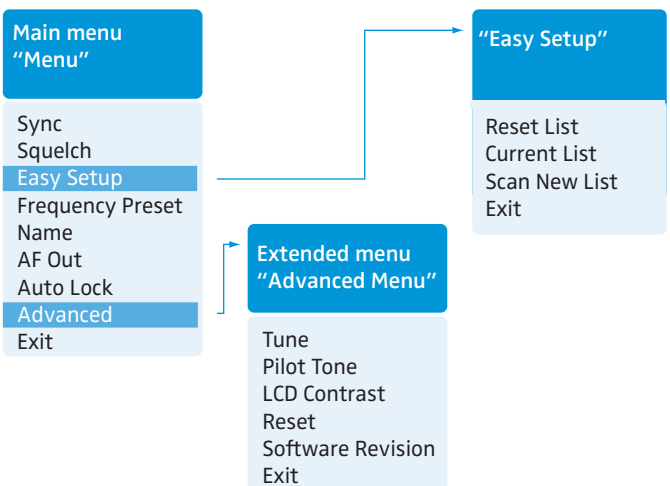 Main menu
“Menu”
Sync
Squelch
Easy Setup
Frequency Preset
Name
AF Out
Auto Lock
Advanced
Exit
“Easy Setup”
Reset List
Current List
Scan New List
Exit
Extended menu
“Advanced Menu”
Tune
Pilot Tone
LCD Contrast
Reset
Software Revision
Exit